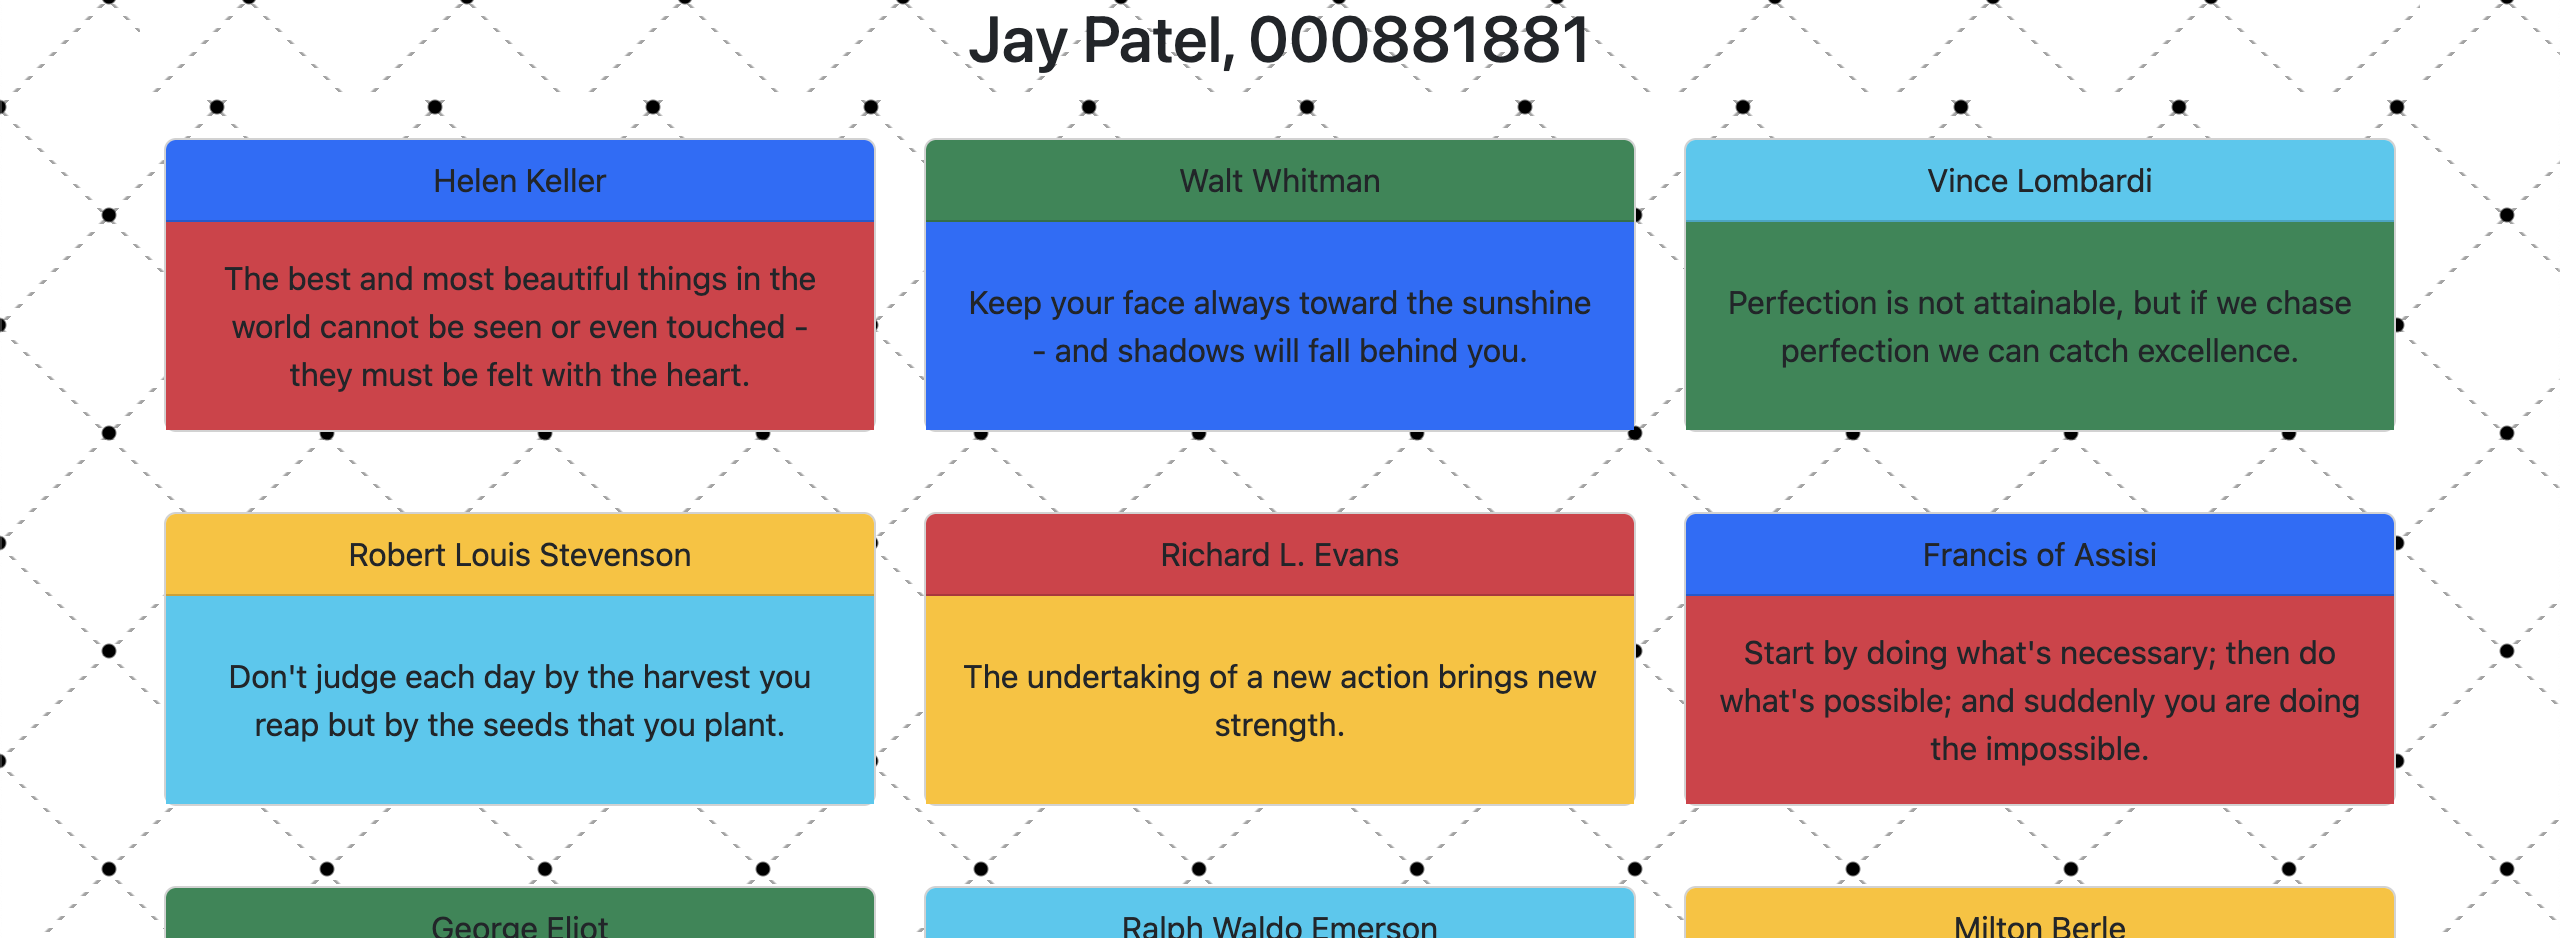 Jay Patel, 000881881
Helen Keller
The best and most beautiful things in the
world cannot be seen or even touched -
they must be felt with the heart.
Walt Whitman
Keep your face always toward the sunshine
- and shadows will fall behind you.
Vince Lombardi
Perfection is not attainable, but if we chase
perfection we can catch excellence.
Robert Louis Stevenson
Don't judge each day by the harvest you
reap but by the seeds that you plant.
Richard L. Evans
The undertaking of a new action brings new
strength.
Francis of Assisi
Start by doing what's necessary; then do
what's possible; and suddenly you are doing
the impossible.
George Eliot
Ralph Waldo Emerson
Milton Berle